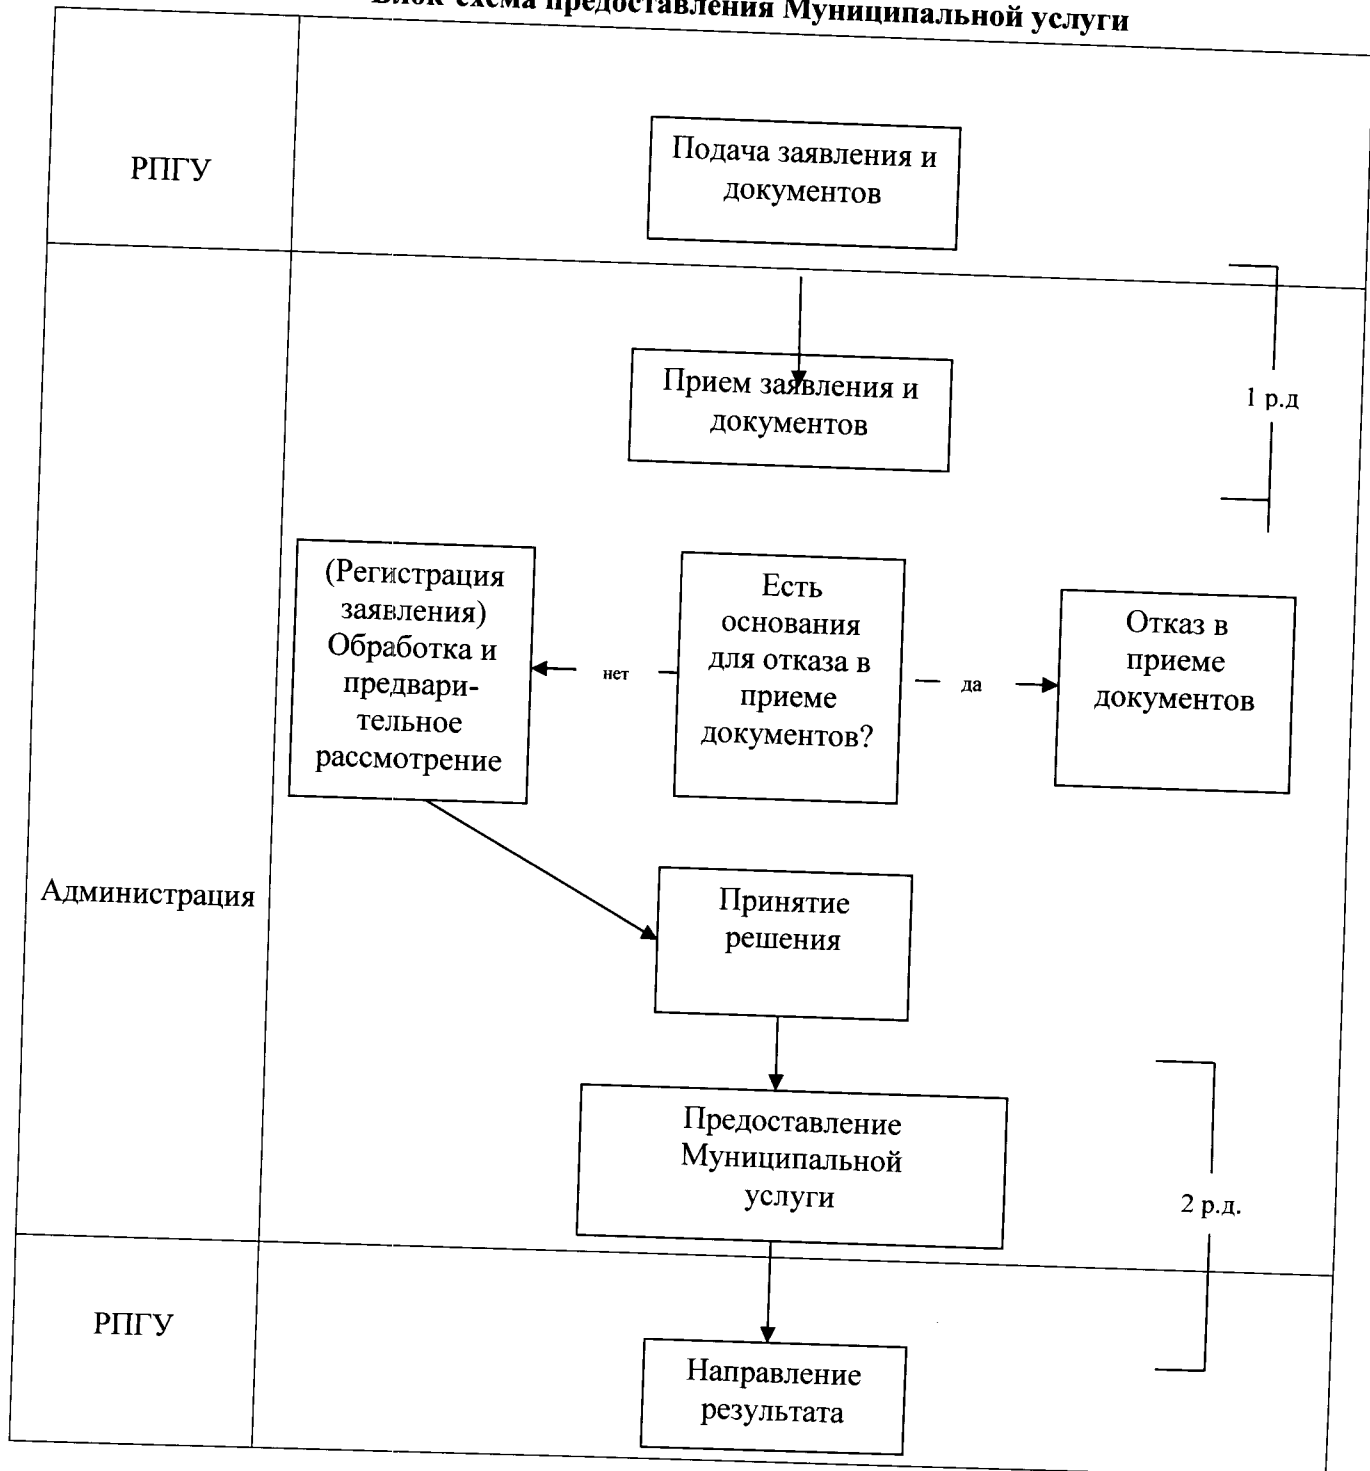 Блок-схема предоставления Муниципальной услуги
РПГУ
Подача заявления и
документов
Прием заявления и
документов
1 р.д
(Регистрация
заявления)
Обработка и
предвари-
тельное
рассмотрение
нет
Есть
основания
для отказа в
приеме
документов?
да
Отказ в
приеме
документов
Администрация
Принятие
решения
Предоставление
Муниципальной
услуги
2 р.д.
РПГУ
Направление
результата